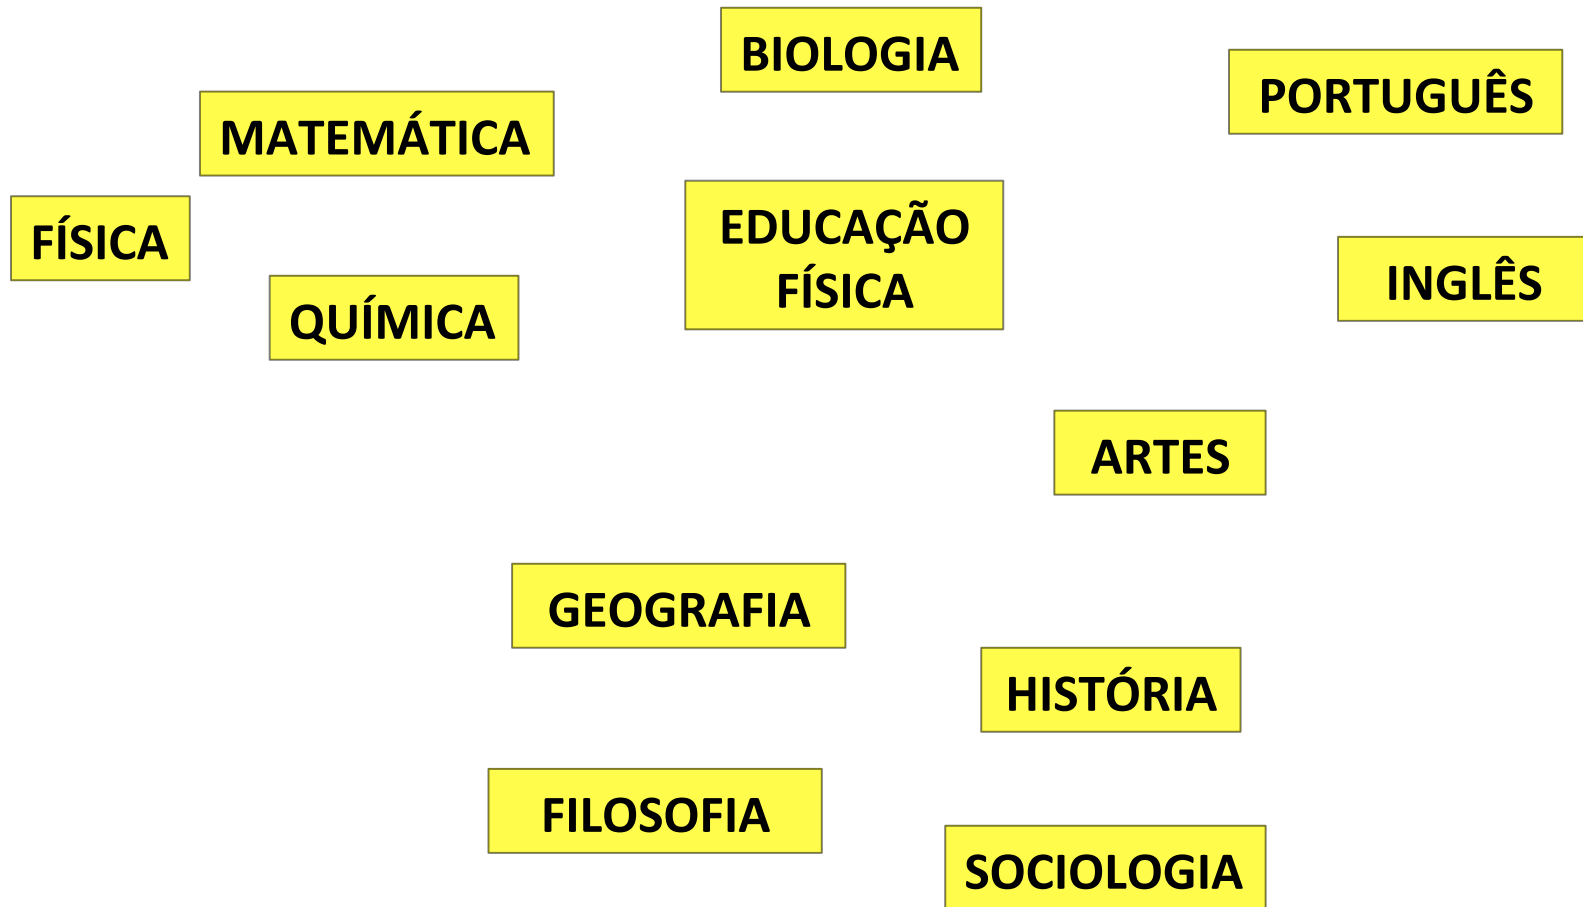 BIOLOGIA
PORTUGUÊS
MATEMÁTICA
FÍSICA
EDUCAÇÃO
FÍSICA
INGLÊS
QUÍMICA
ARTES
GEOGRAFIA
HISTÓRIA
FILOSOFIA
SOCIOLOGIA